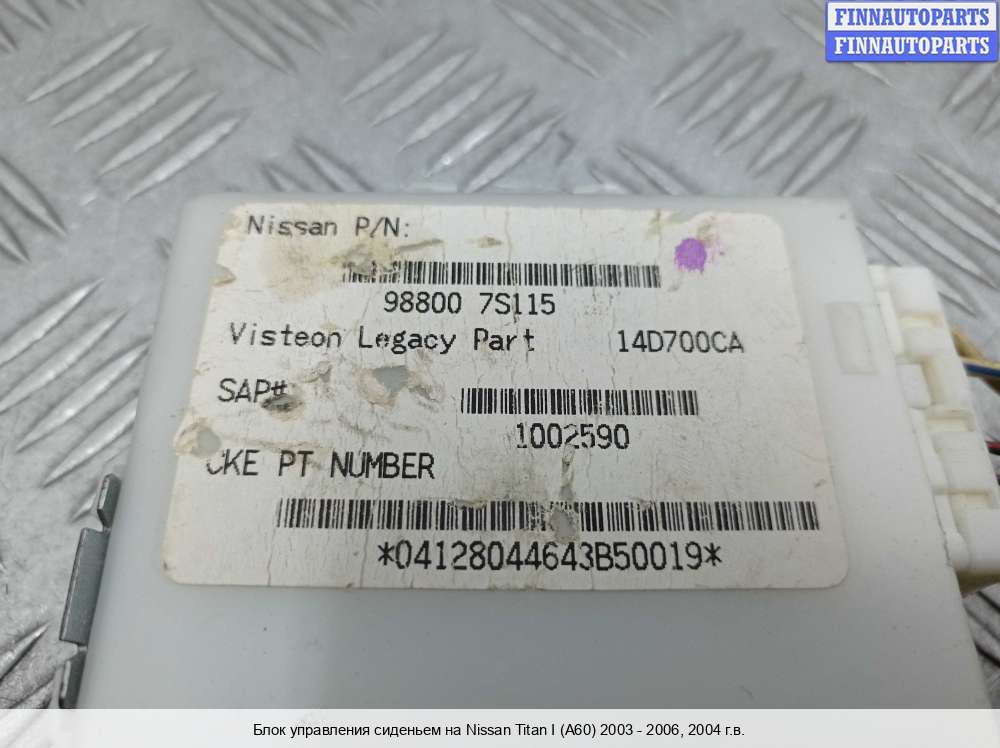 FINNAUTOPARTS
FINNAUTOPARTS
Nissan P/N:
98800 7S115
Visteon Legacy Part 14D700CA
SAP#
1002590
PT NUMBER
*04128044643B50019*
Блок управления сиденьем на Nissan Titan I (A60) 2003 - 2006, 2004 г.в.